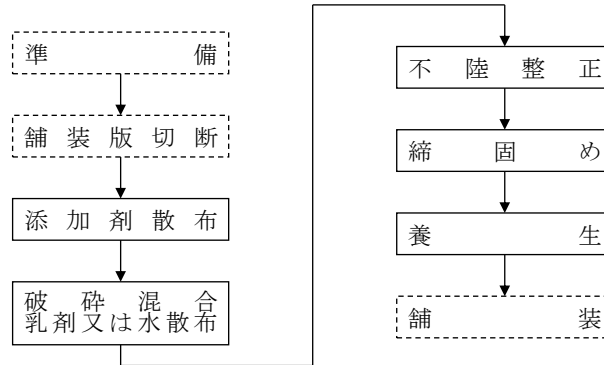 準備
舗装版切断
添加剤散布
破砕混合
乳剤又は水散布
不陸整正
締固め
養生
舗装